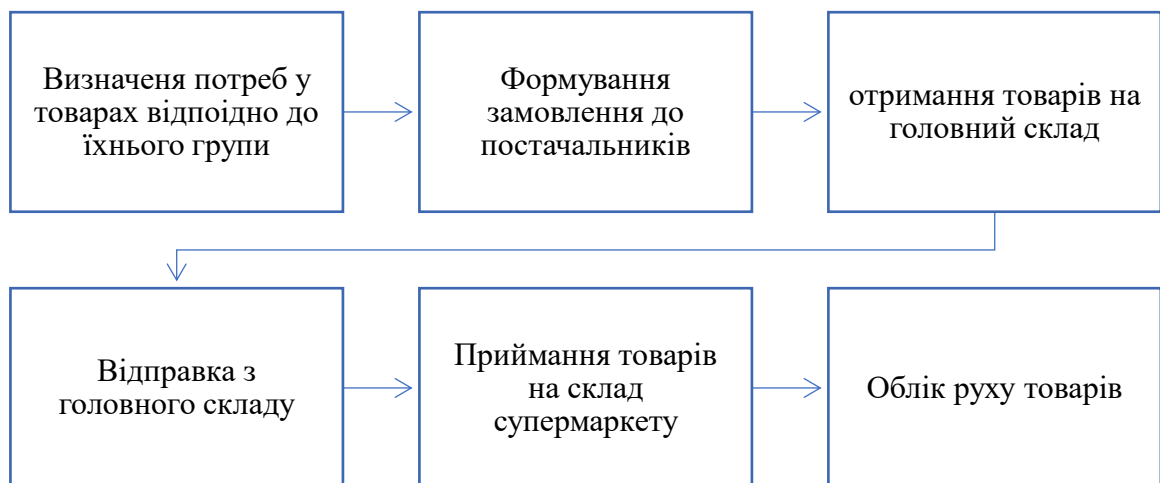 Визначеня потреб у
товарах відпоідно до
їхнього групи
Формування
замовлення до
постачальників
отримання товарів на
головний склад
Відправка з
головного складу
Приймання товарів
на склад
супермаркету
Облік руху товарів